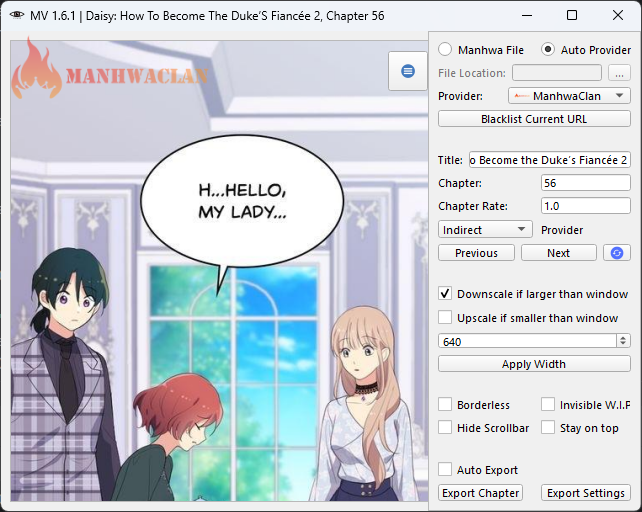 MV 1.6.1 | Daisy: How To Become The Duke'S Fiancée 2, Chapter 56
MANHWACLAN
H...HELLO,
MY LADY...
Manhwa File
Auto Provider
File Location:
...
Provider:
ManhwaClan
Blacklist Current URL
Title:
o Become the Duke's Fiancée 2
Chapter:
56
Chapter Rate:
1.0
Indirect
Provider
Previous
Next
Downscale if larger than window
Upscale if smaller than window
640
Apply Width
Borderless
Invisible W.I.P
Hide Scrollbar
Stay on top
Auto Export
Export Chapter
Export Settings